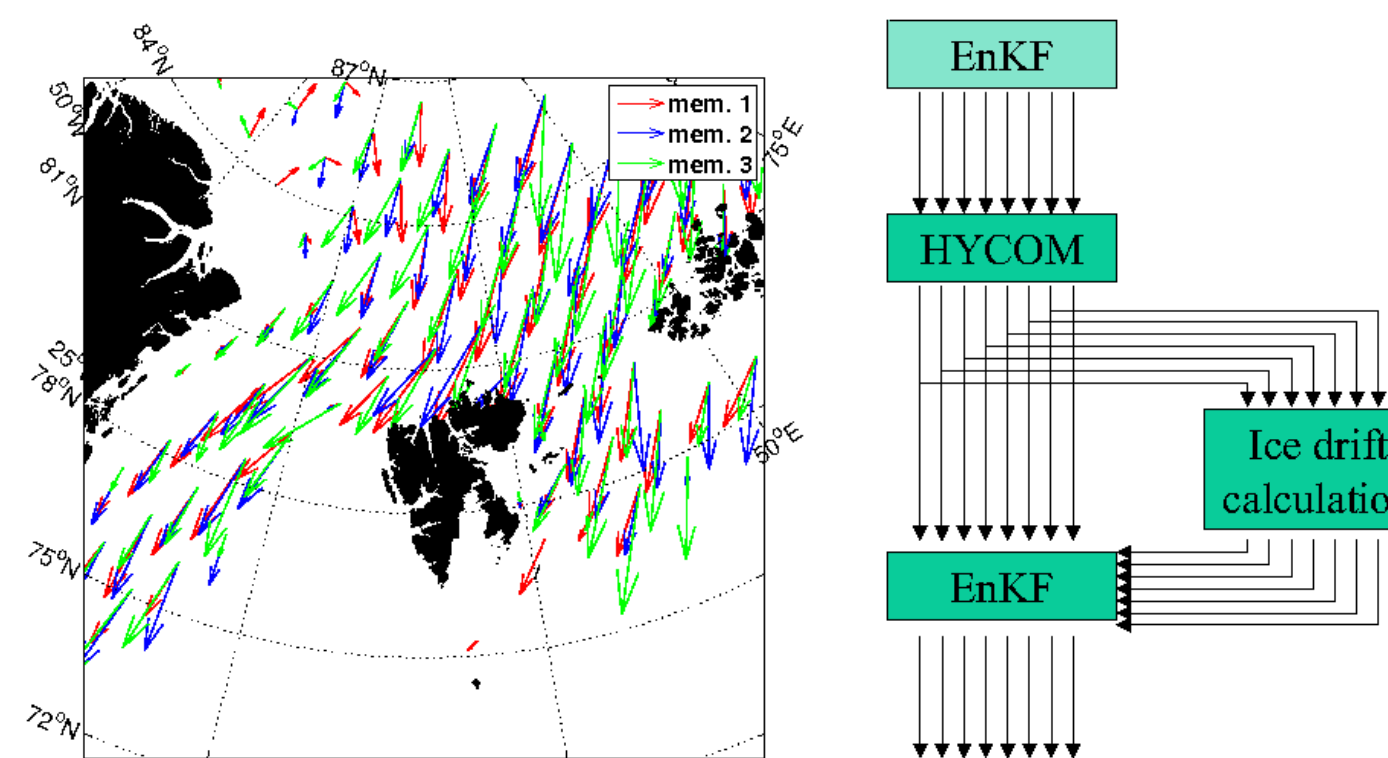 84°N
87°N
50°W
mem. 1
mem. 2
mem. 3
75°E
81°N
25°
78°N
50°E
75°N
72°N
EnKF
HYCOM
Ice drift
calculatio
EnKF